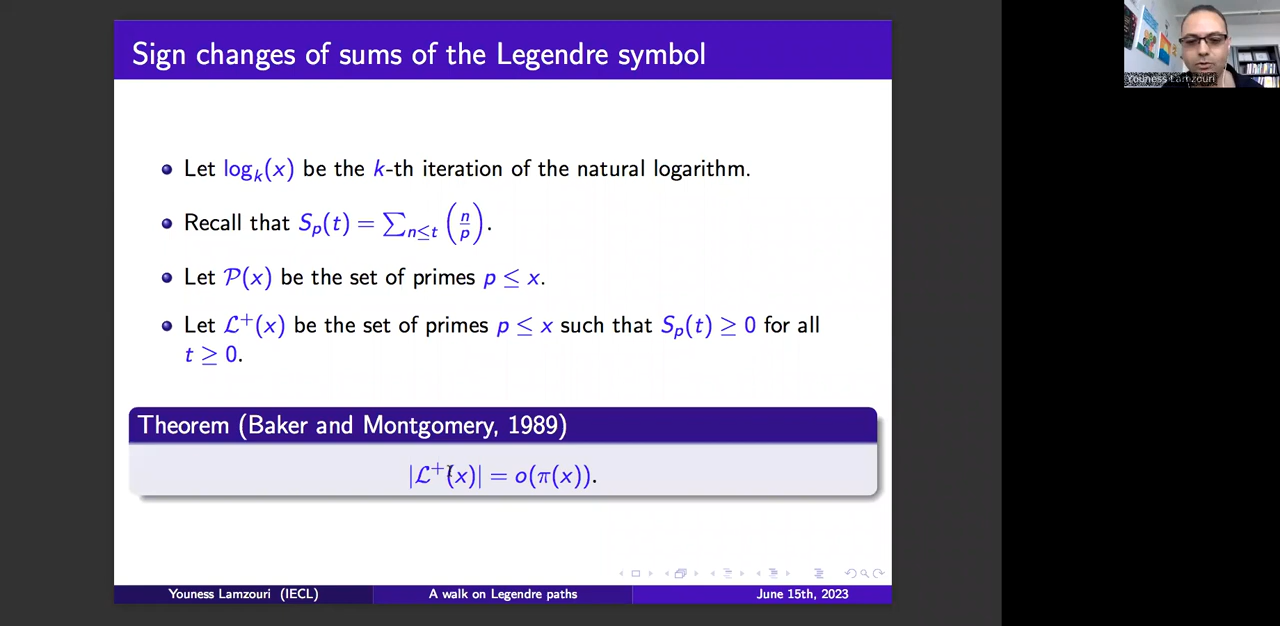 Sign changes of sums of the Legendre symbol
Let log_k(x) be the k-th iteration of the natural logarithm.
Recall that S_p(t) = ∑_{n≤t} (n/p).
Let 𝒫(x) be the set of primes p ≤ x.
Let ℒ⁺(x) be the set of primes p ≤ x such that S_p(t) ≥ 0 for all
t ≥ 0.
Theorem (Baker and Montgomery, 1989)
|ℒ⁺(x)| = o(π(x)).
Youness Lamzouri (IECL) A walk on Legendre paths June 15th, 2023
Youness Lamzouri